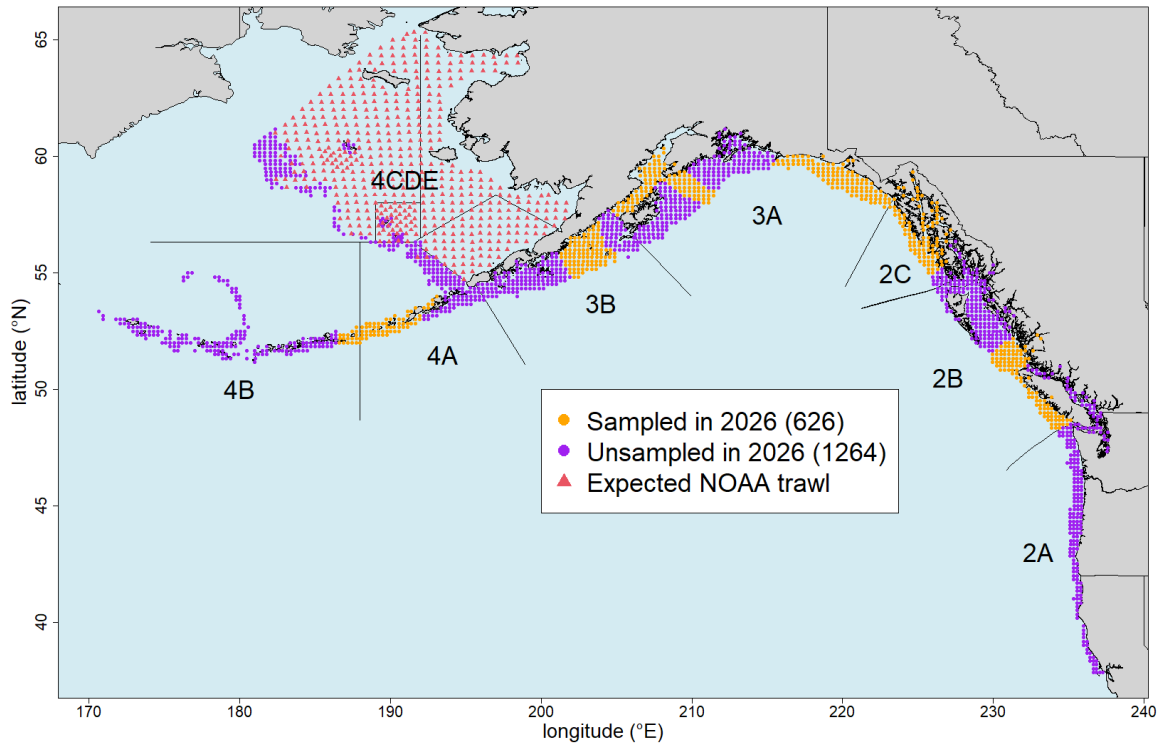 65
60
55
50
45
40
latitude (°N)
4CDE
3A
2C
3B
4A
4B
2B
2A
Sampled in 2026 (626)
Unsampled in 2026 (1264)
Expected NOAA trawl
170
180
190
200
210
220
230
240
longitude (°E)